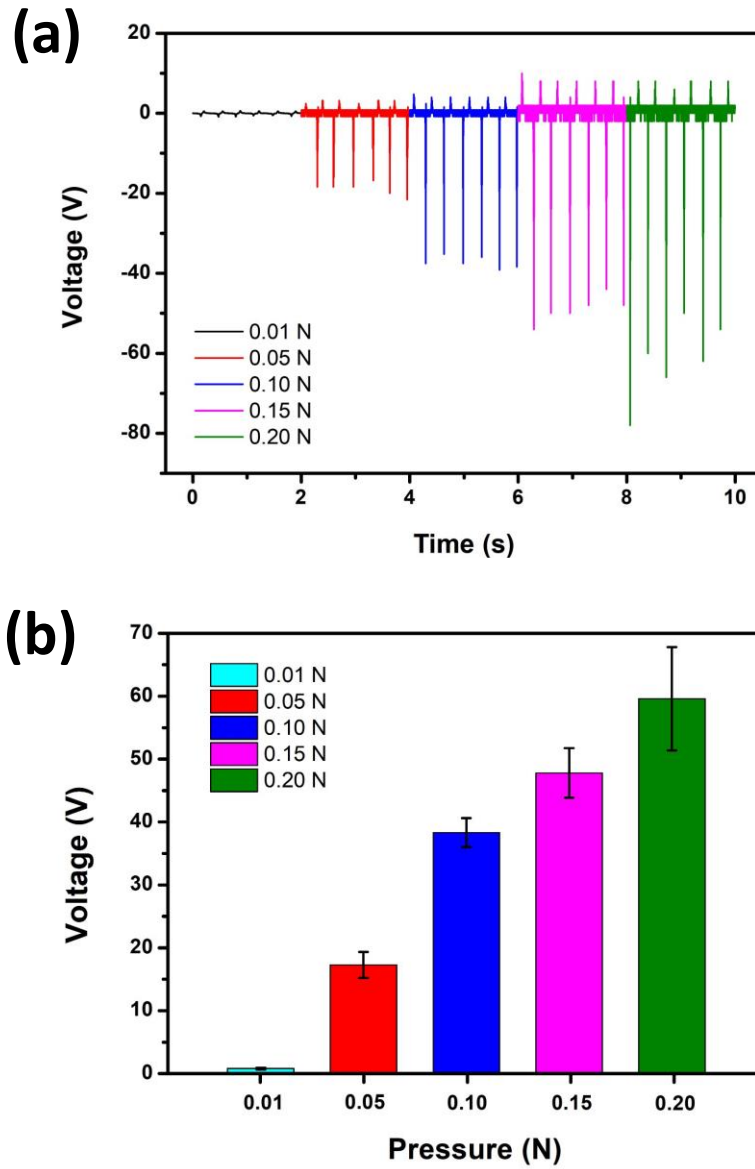 (a)
20
0
-20
-40
-60
-80
Voltage (V)
0.01 N
0.05 N
0.10 N
0.15 N
0.20 N
0 2 4 6 8 10
Time (s)
(b)
70
60
50
40
30
20
10
0
Voltage (V)
0.01 N
0.05 N
0.10 N
0.15 N
0.20 N
0.01 0.05 0.10 0.15 0.20
Pressure (N)